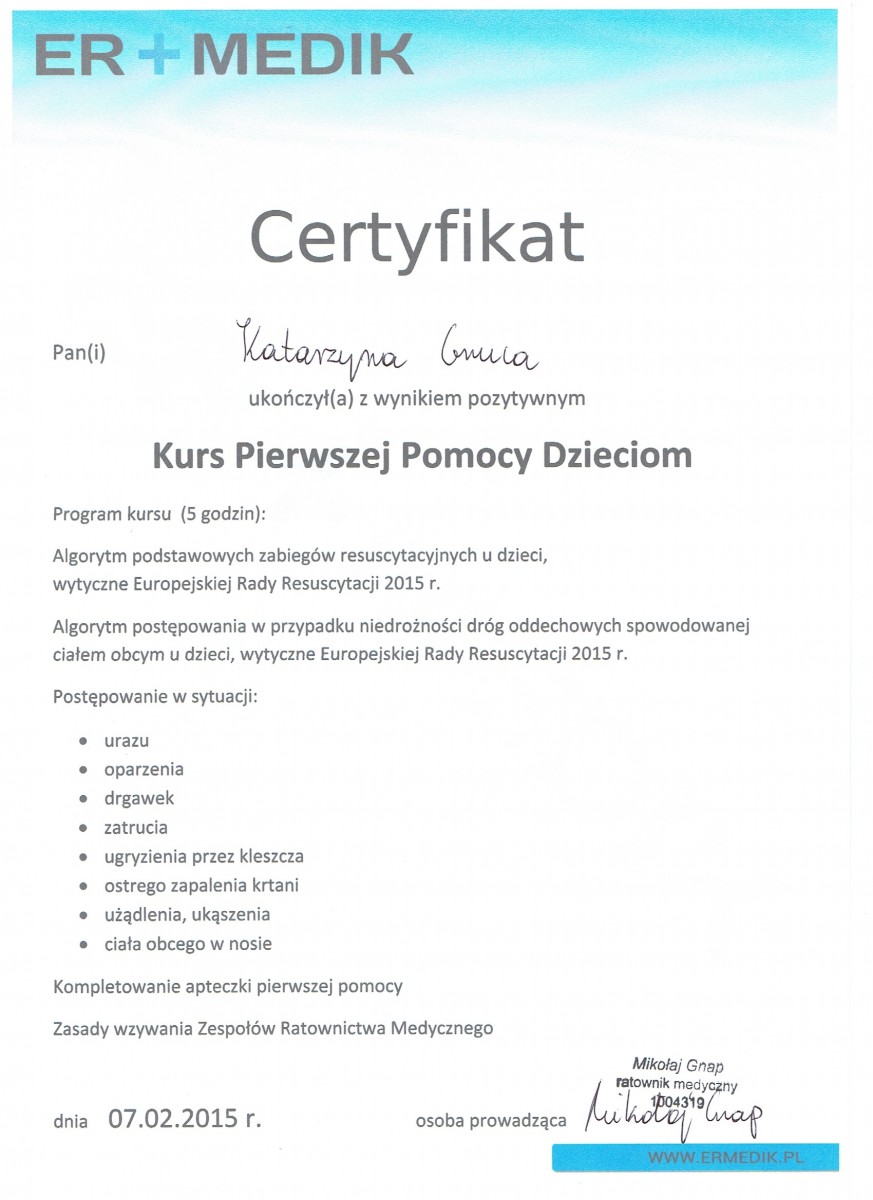 ER+MEDIK
Certyfikat
Pan(i) Katarzyna Gmuca
ukończył(a) z wynikiem pozytywnym
Kurs Pierwszej Pomocy Dzieciom
Program kursu (5 godzin):
Algorytm podstawowych zabiegów resuscytacyjnych u dzieci,
wytyczne Europejskiej Rady Resuscytacji 2015 r.
Algorytm postępowania w przypadku niedrożności dróg oddechowych spowodowanej
ciałem obcym u dzieci, wytyczne Europejskiej Rady Resuscytacji 2015 r.
Postępowanie w sytuacji:
• urazu
• oparzenia
• drgawek
• zatrucia
• ugryzienia przez kleszcza
• ostrego zapalenia krtani
• użądlenia, ukąszenia
• ciała obcego w nosie
Kompletowanie apteczki pierwszej pomocy
Zasady wzywania Zespołów Ratownictwa Medycznego
Mikołaj Gnap
ratownik medyczny
1004319
dnia 07.02.2015 r. osoba prowadząca Mikołaj Gnap
WWW.ERMEDIK.PL